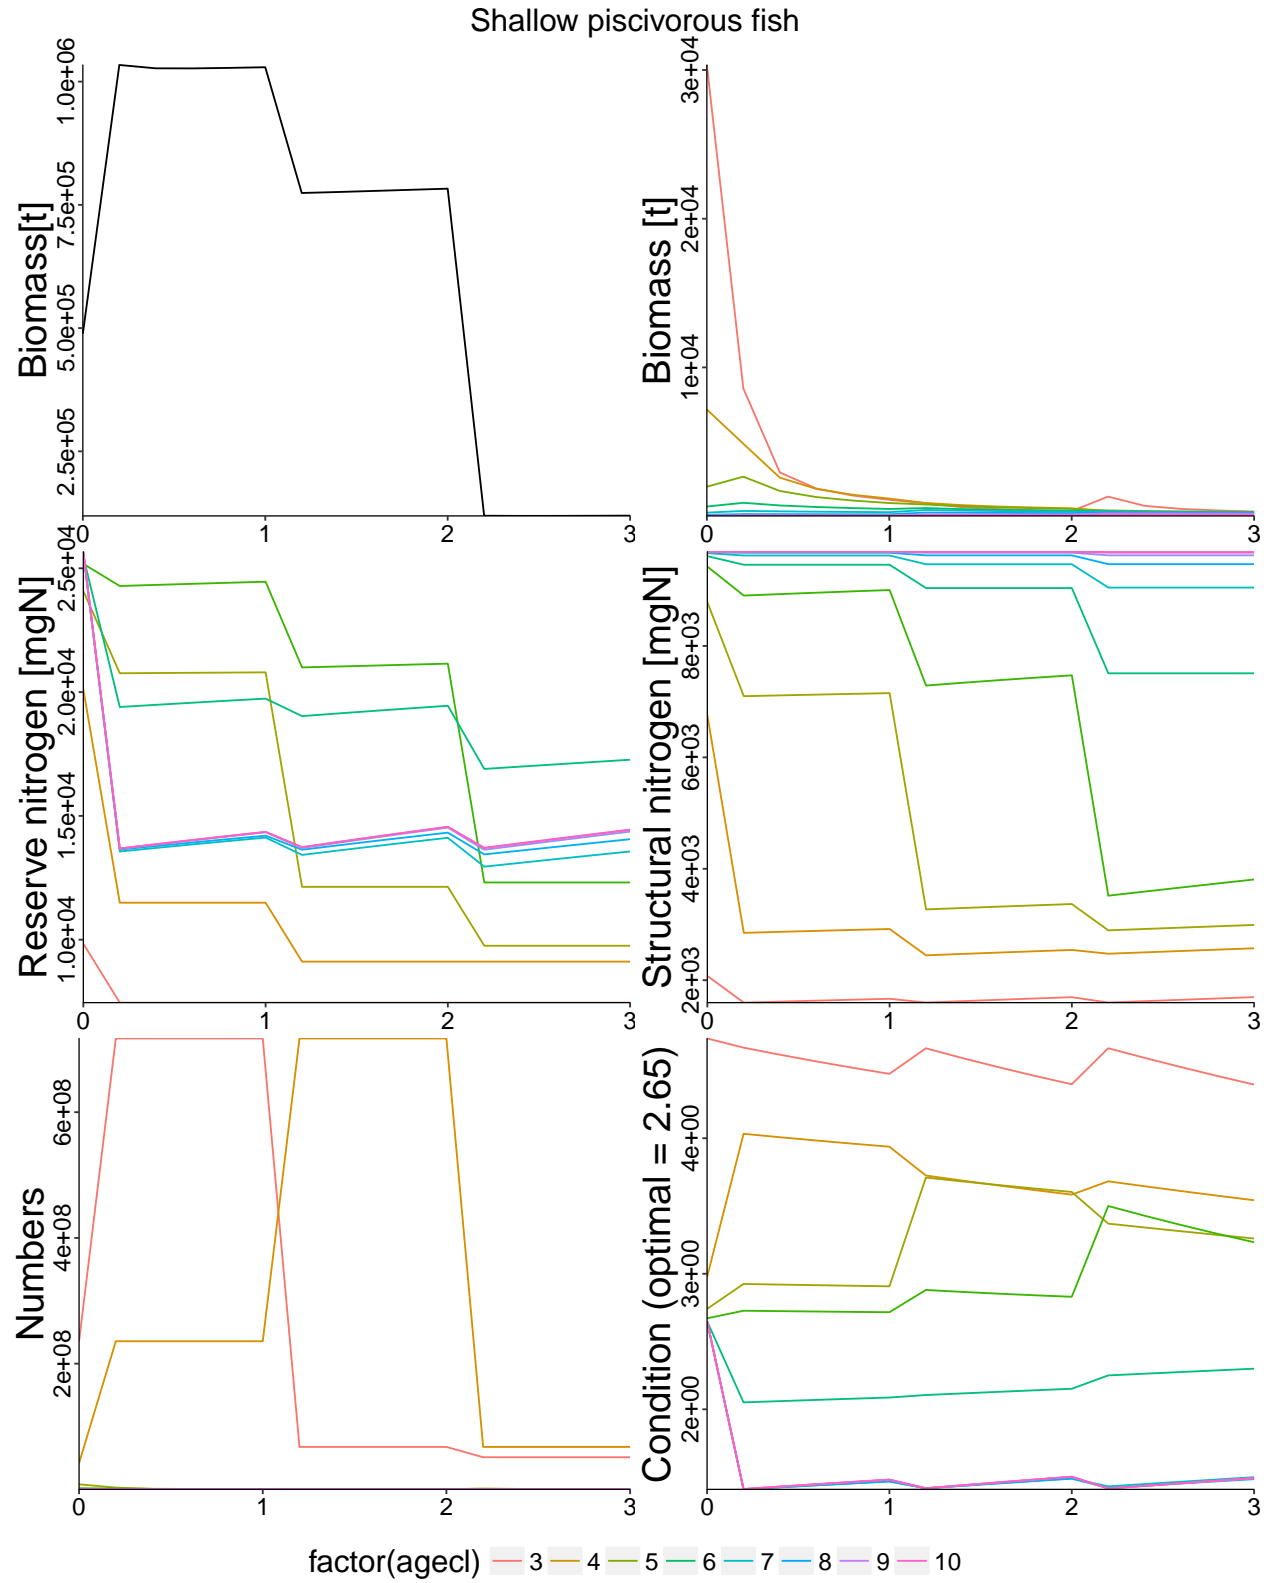 Shallow piscivorous fish
Biomass[t]
1.0e+06
7.5e+05
5.0e+05
2.5e+05
0 1 2 3
Biomass [t]
3e+04
2e+04
1e+04
0 1 2 3
Reserve nitrogen [mgN]
2.5e+04
2.0e+04
1.5e+04
1.0e+04
0 1 2 3
Structural nitrogen [mgN]
8e+03
6e+03
4e+03
2e+03
0 1 2 3
Numbers
6e+08
4e+08
2e+08
0 1 2 3
Condition (optimal = 2.65)
4e+00
3e+00
2e+00
0 1 2 3
factor(agecl) 3 4 5 6 7 8 9 10